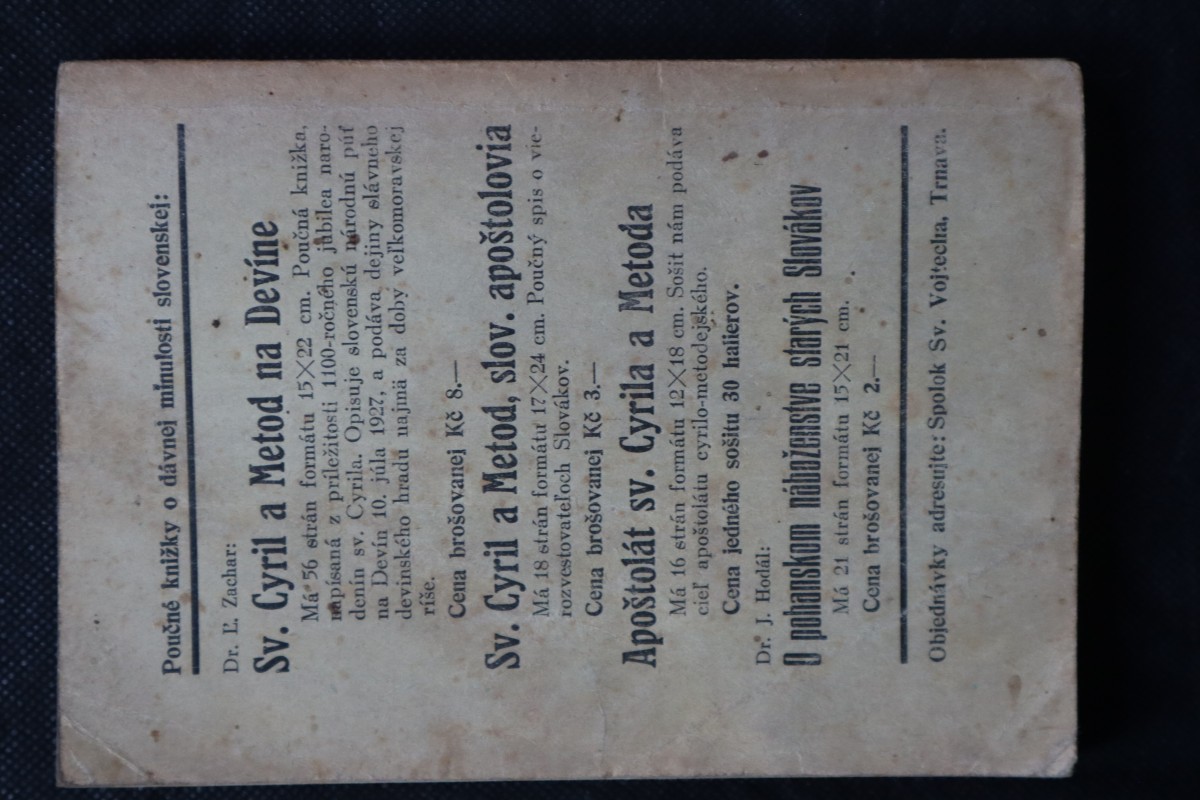 Poučné knižky o dávnej minulosti slovenskej:
Dr. Ľ. Zachar:
Sv. Cyril a Metod na Devíne
Má 56 strán formátu 15×22 cm. Poučná knižka,
napísaná z príležitosti 1100-ročného jubilea naro-
denín sv. Cyrila. Opisuje slovenskú národnú púť
na Devín 10. júla 1927, a podáva dejiny slávneho
devinského hradu najmä za doby veľkomoravskej
ríše.
Cena brošovanej Kč 8.—
Sv. Cyril a Metod, slov. apoštolovia
Má 18 strán formátu 17×24 cm. Poučný spis o vie-
rozvestovateľoch Slovákov.
Cena brošovanej Kč 3.—
Apoštolát sv. Cyrila a Metoda
Má 16 strán formátu 12×18 cm. Sošit nám podáva
cieľ apoštolátu cyrilo-metodejského.
Cena jedného sošitu 30 halierov.
Dr. J. Hodál:
O pohanskom náboženstve starých Slovákov
Má 21 strán formátu 15×21 cm.
Cena brošovanej Kč 2.—
Objednávky adresujte: Spolok Sv. Vojtecha, Trnava.